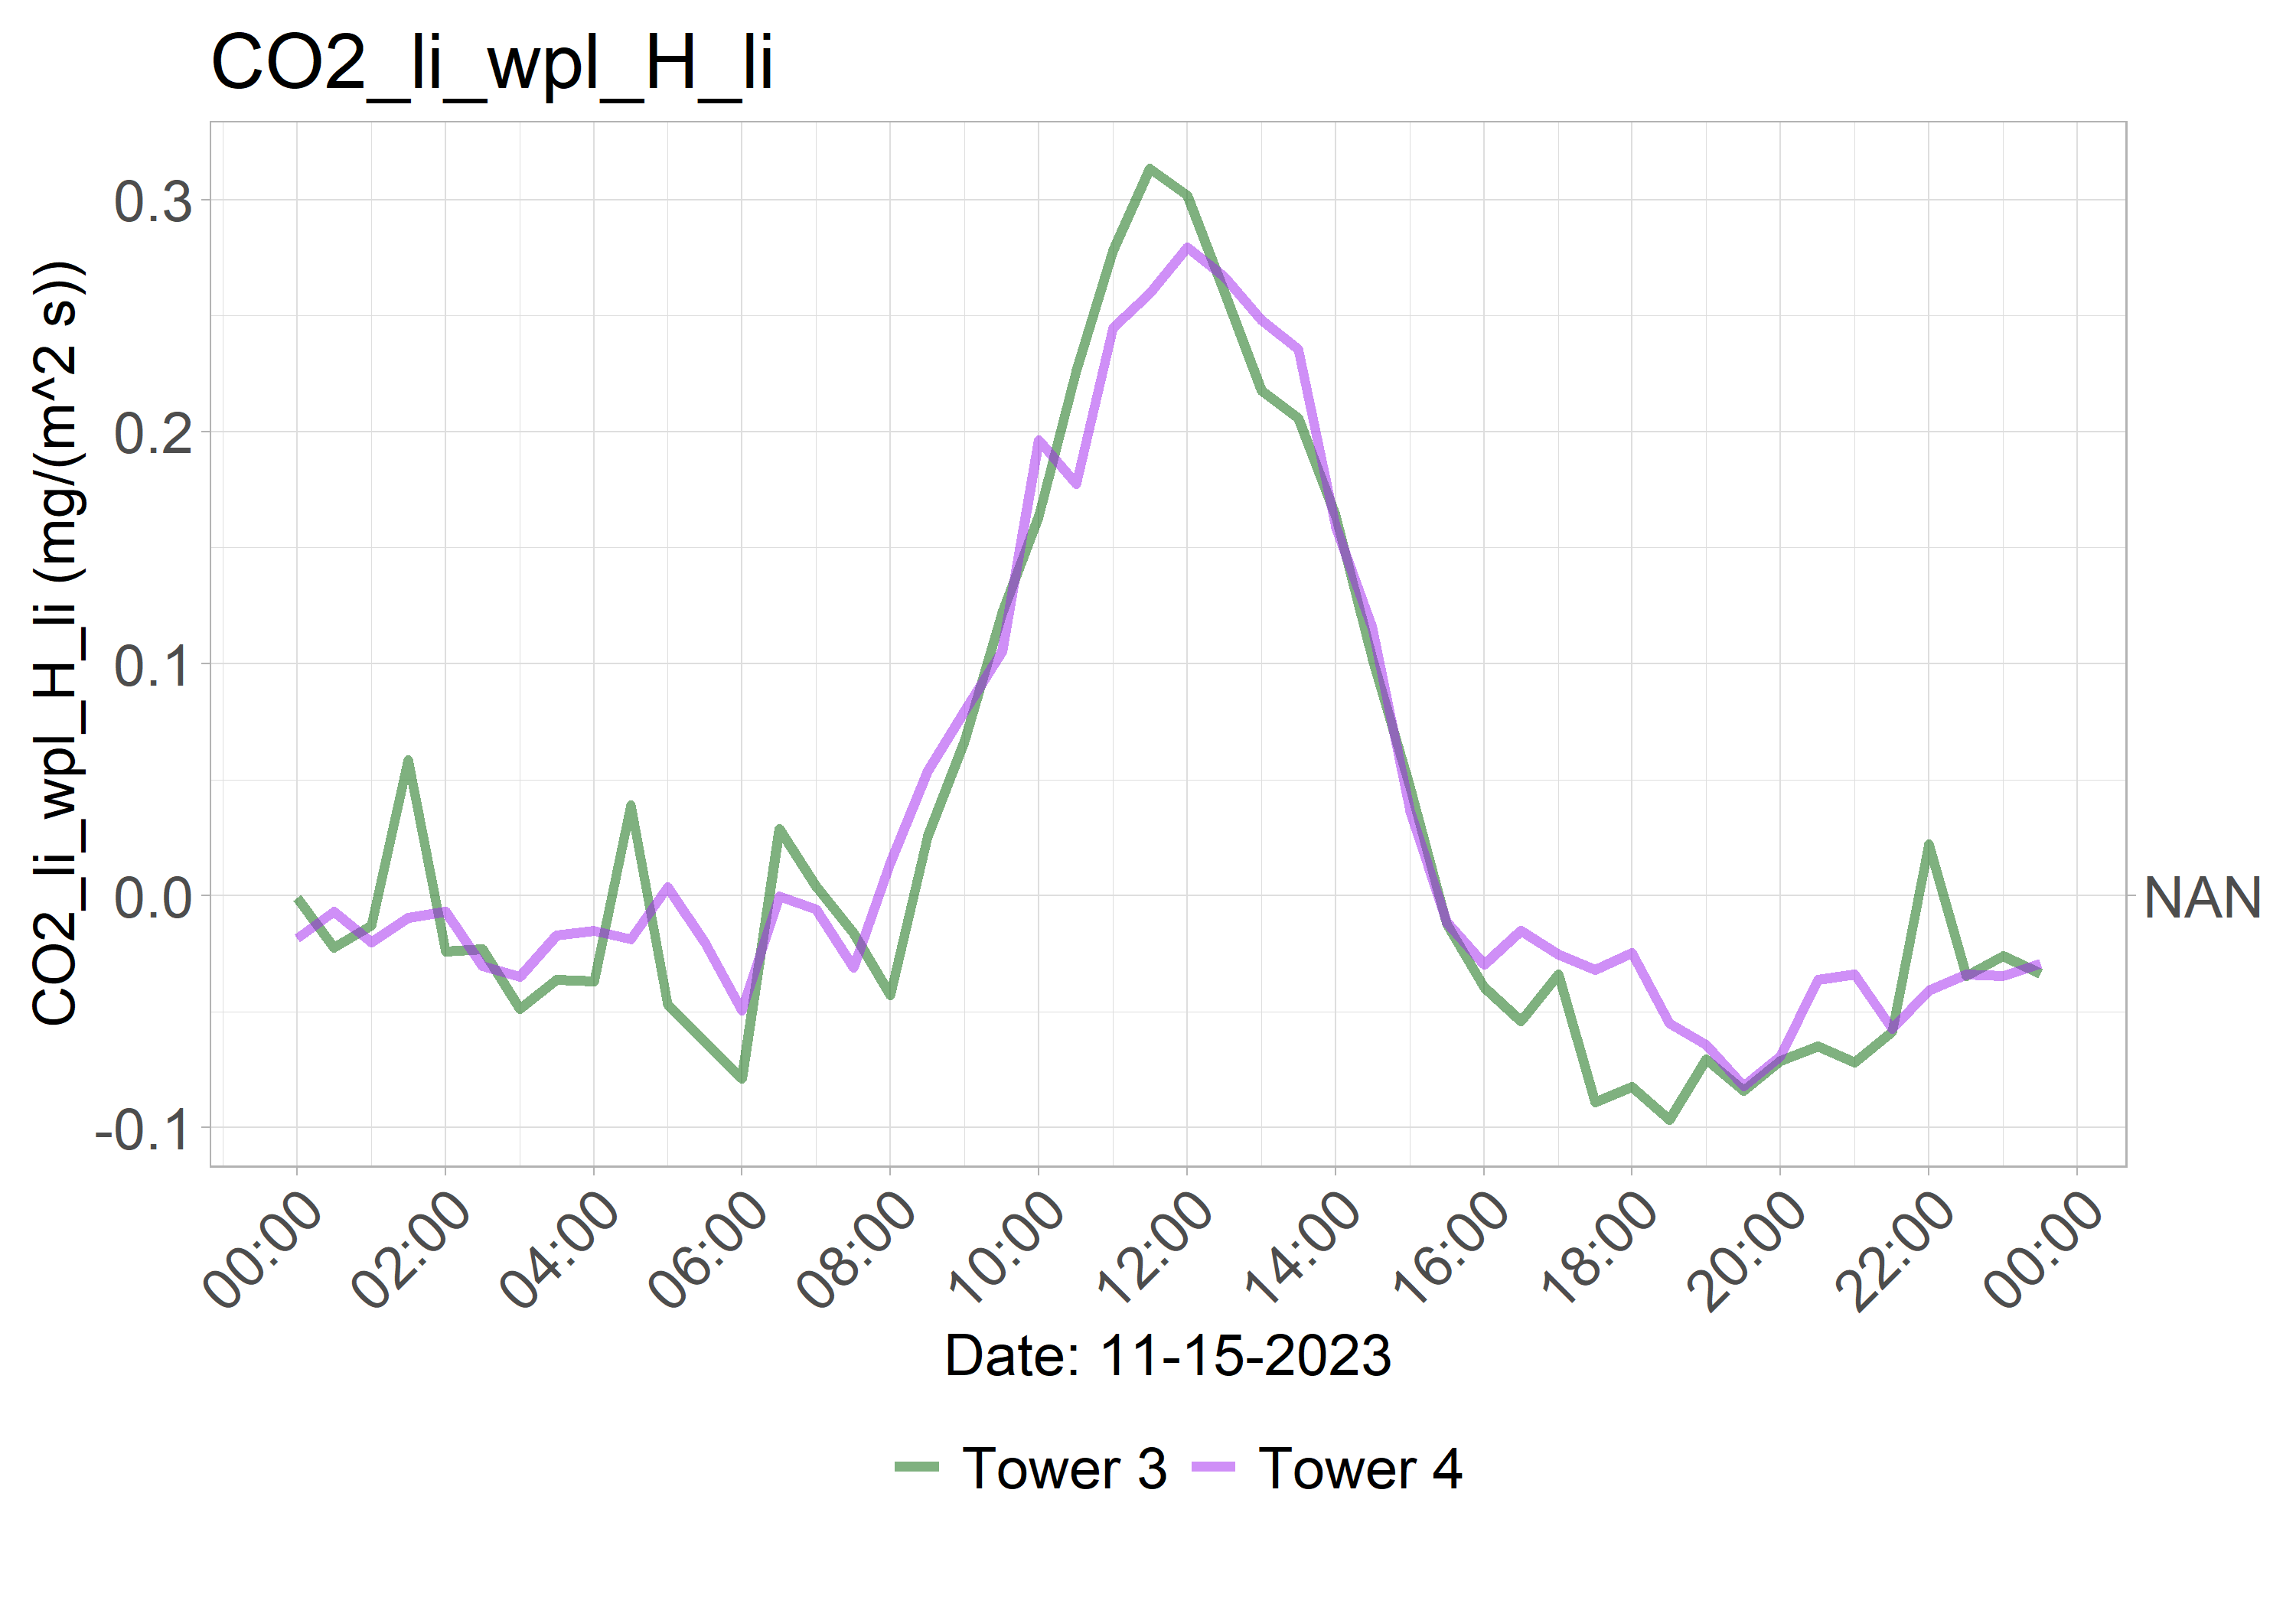 CO2_li_wpl_H_li
CO2_li_wpl_H_li (mg/(m^2 s))
0.3
0.2
0.1
0.0
-0.1
NAN
00:00 02:00 04:00 06:00 08:00 10:00 12:00 14:00 16:00 18:00 20:00 22:00 00:00
Date: 11-15-2023
Tower 3 Tower 4